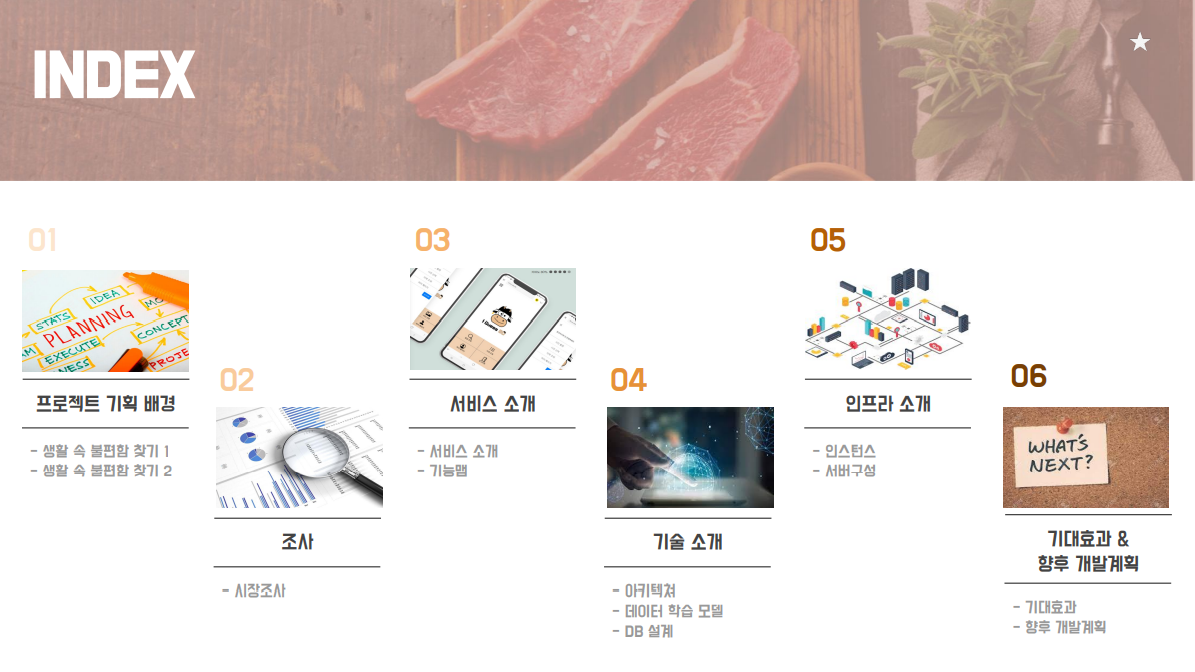 INDEX
01
STATS
IDEA
PLANNING
EXECUTE
CONCEPT
프로젝트 기획 배경
- 생활 속 불편함 찾기 1
- 생활 속 불편함 찾기 2
02
조사
- 시장조사
03
서비스 소개
- 서비스 소개
- 기능맵
04
기술 소개
- 아키텍쳐
- 데이터 학습 모델
- DB 설계
05
인프라 소개
- 인스턴스
- 서버구성
06
WHAT'S
NEXT?
기대효과 &
향후 개발계획
- 기대효과
- 향후 개발계획